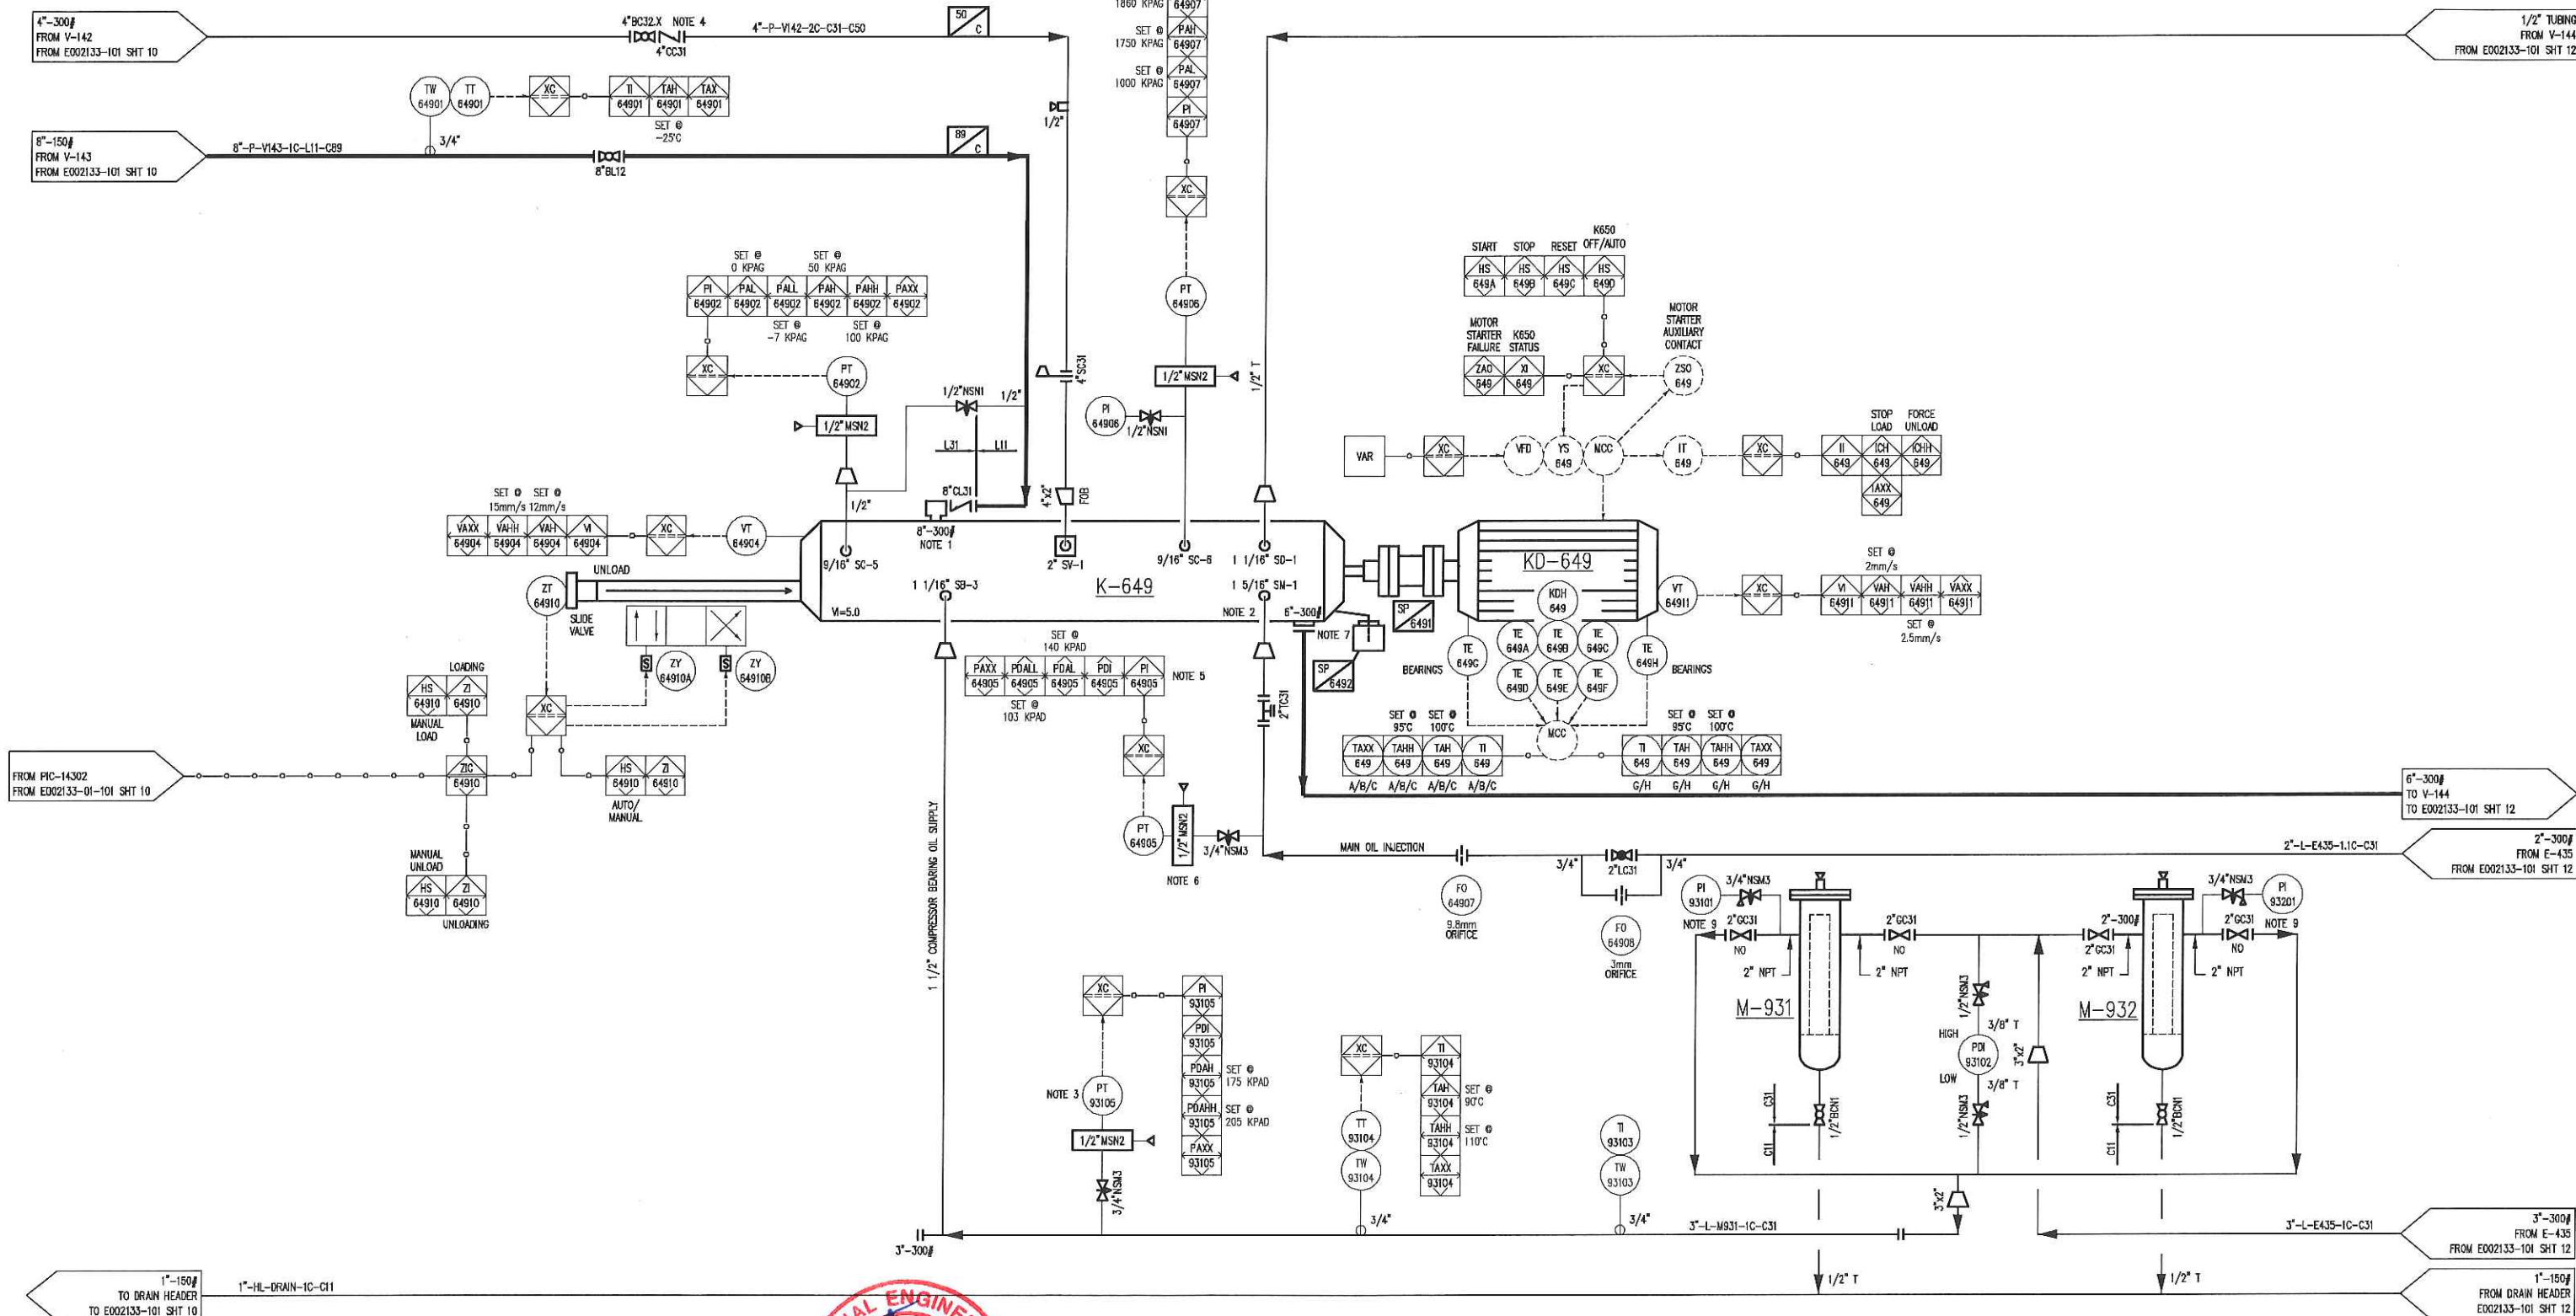 4"-300#
FROM V-142
FROM E002133-101 SHT 10
4"BC32.X NOTE 4
4"CC31
4"-P-V142-2C-C31-C50
50
C
1860 KPAG
64907
SET @
1750 KPAG
PAH
64907
SET @
1000 KPAG
PAL
64907
PI
64907
XC
PT
64906
1/2" MSN2
PI
64906
1/2"NSN1
1/2" TUBING
FROM V-144
FROM E002133-101 SHT 12
1/2" T
TW
64901
TT
64901
XC
TI
64901
TAH
64901
TAX
64901
SET @
-25°C
3/4"
8"-150#
FROM V-143
FROM E002133-101 SHT 10
8"-P-V143-1C-L11-C89
8"BL12
89
C
1/2"
SET @
0 KPAG
SET @
50 KPAG
PI
64902
PAL
64902
PALL
64902
PAH
64902
PAHH
64902
PAXX
64902
SET @
-7 KPAG
SET @
100 KPAG
XC
PT
64902
1/2" MSN2
1/2"NSN1
1/2"
L31
L11
1/2"
8"CL31
8"-300#
NOTE 1
4"SC31
4"x2"
FOB
START
STOP
RESET
K650
OFF/AUTO
HS
649A
HS
649B
HS
649C
HS
649D
MOTOR
STARTER
FAILURE
K650
STATUS
MOTOR
STARTER
AUXILIARY
CONTACT
ZAO
649
XI
649
XC
ZSO
649
VAR
XC
VFD
YS
649
MCC
IT
649
XC
STOP
LOAD
FORCE
UNLOAD
II
649
ICH
649
ICHH
649
IAXX
649
SET @
15mm/s
SET @
12mm/s
VAXX
64904
VAHH
64904
VAH
64904
VI
64904
XC
VT
64904
9/16" SC-5
2" SV-1
9/16" SC-6
1 1/16" SD-1
1 1/16" SB-3
K-649
1 5/16" SM-1
VI=5.0
NOTE 2
6"-300#
NOTE 7
SP
6491
SP
6492
KD-649
KDH
649
VT
64911
XC
SET @
2mm/s
VI
64911
VAH
64911
VAHH
64911
VAXX
64911
SET @
2.5mm/s
UNLOAD
ZT
64910
SLIDE
VALVE
S
ZY
64910A
S
ZY
64910B
LOADING
HS
64910
ZI
64910
MANUAL
LOAD
XC
ZIC
64910
HS
64910
ZI
64910
AUTO/
MANUAL
MANUAL
UNLOAD
HS
64910
ZI
64910
UNLOADING
FROM PIC-14302
FROM E002133-01-101 SHT 10
SET @
140 KPAD
PAXX
64905
PDALL
64905
PDAL
64905
PDI
64905
PI
64905
NOTE 5
SET @
103 KPAD
XC
PT
64905
1/2" MSN2
NOTE 6
3/4"NSM3
2"TC31
TE
649G
BEARINGS
TE
649A
TE
649B
TE
649C
TE
649D
TE
649E
TE
649F
TE
649H
BEARINGS
MCC
SET @
95°C
SET @
100°C
TAXX
649
TAHH
649
TAH
649
TI
649
A/B/C
A/B/C
A/B/C
A/B/C
SET @
95°C
SET @
100°C
TI
649
TAH
649
TAHH
649
TAXX
649
G/H
G/H
G/H
G/H
6"-300#
TO V-144
TO E002133-101 SHT 12
2"-300#
FROM E-435
FROM E002133-101 SHT 12
2"-L-E435-1.1C-C31
MAIN OIL INJECTION
FO
64907
9.8mm
ORIFICE
3/4"
2"LC31
3/4"
FO
64908
3mm
ORIFICE
1 1/2" COMPRESSOR BEARING OIL SUPPLY
PI
93101
3/4"NSM3
NOTE 9
2"GC31
NO
2" NPT
2"GC31
NO
2" NPT
M-931
2"-300#
2"GC31
2" NPT
3/4"NSM3
PI
93201
2"GC31
NOTE 9
NO
2" NPT
M-932
1/2"NSM3
3/8" T
HIGH
PDI
93102
LOW
3/8" T
1/2"NSM3
3"x2"
C31
C11
1/2"BCN1
C31
C11
1/2"BCN1
3"x2"
XC
PI
93105
PDI
93105
PDAH
93105
SET @
175 KPAD
PDAHH
93105
SET @
205 KPAD
PAXX
93105
NOTE 3
PT
93105
1/2" MSN2
3/4"NSM3
XC
TI
93104
TAH
93104
SET @
90°C
TAHH
93104
SET @
110°C
TAXX
93104
TT
93104
TW
93104
3/4"
TI
93103
TW
93103
3/4"
3"-300#
3"-L-M931-1C-C31
3"-L-E435-1C-C31
3"-300#
FROM E-435
FROM E002133-101 SHT 12
1"-150#
TO DRAIN HEADER
TO E002133-101 SHT 10
1"-HL-DRAIN-1C-C11
1/2" T
1/2" T
1"-150#
FROM DRAIN HEADER
E002133-101 SHT 12